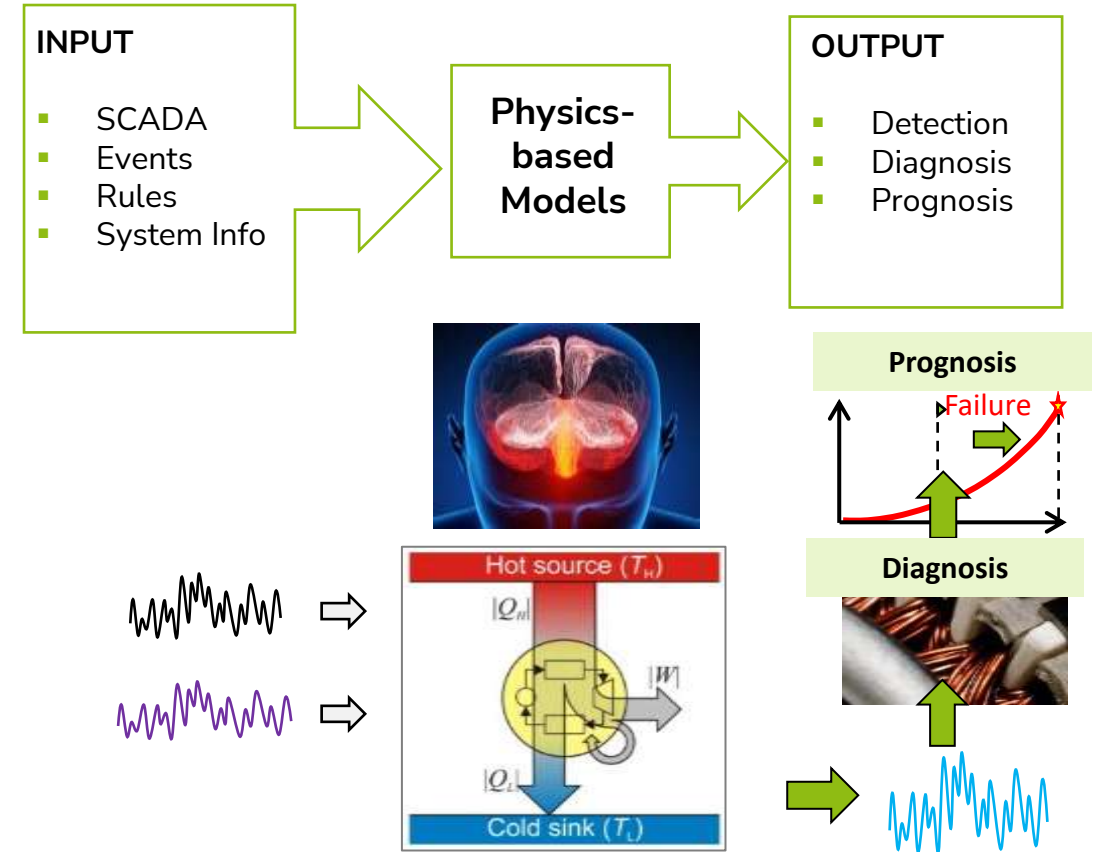 INPUT
SCADA
Events
Rules
System Info
Physics-
based
Models
OUTPUT
Detection
Diagnosis
Prognosis
Prognosis
Failure
Diagnosis
Hot source (T_H)
|Q_H|
|W|
|Q_L|
Cold sink (T_L)